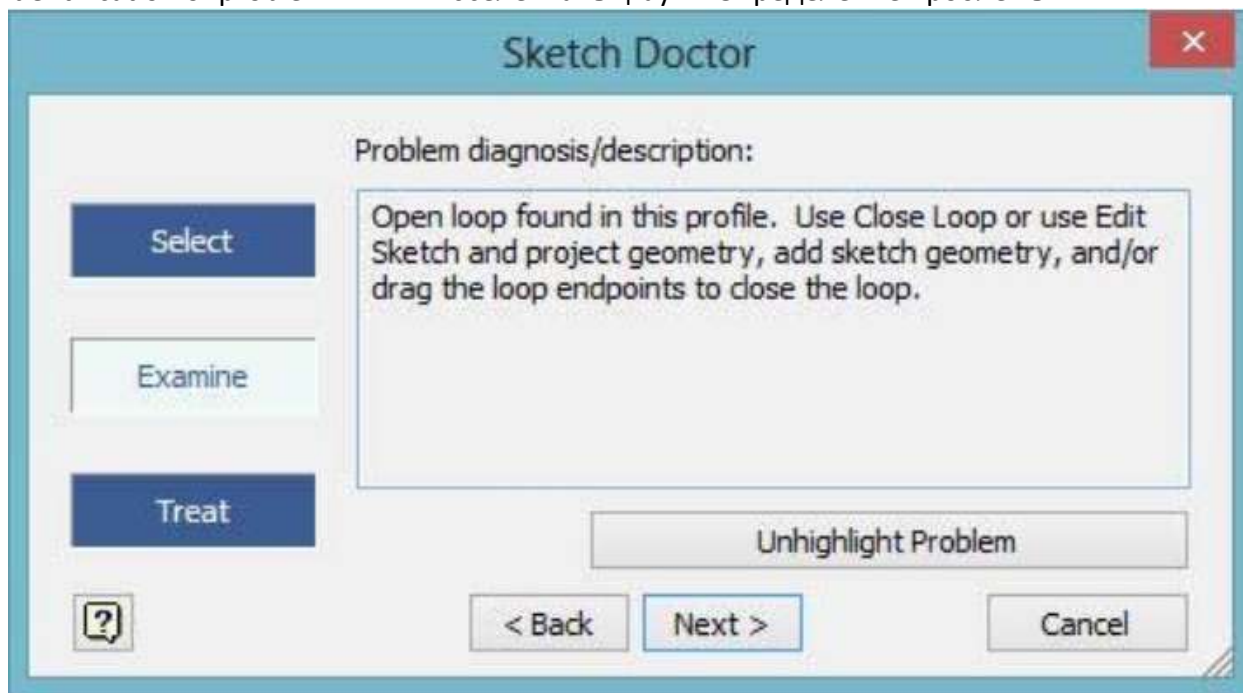 Sketch Doctor
Problem diagnosis/description:
Open loop found in this profile. Use Close Loop or use Edit
Sketch and project geometry, add sketch geometry, and/or
drag the loop endpoints to close the loop.
Select
Examine
Treat
Unhighlight Problem
< Back
Next >
Cancel